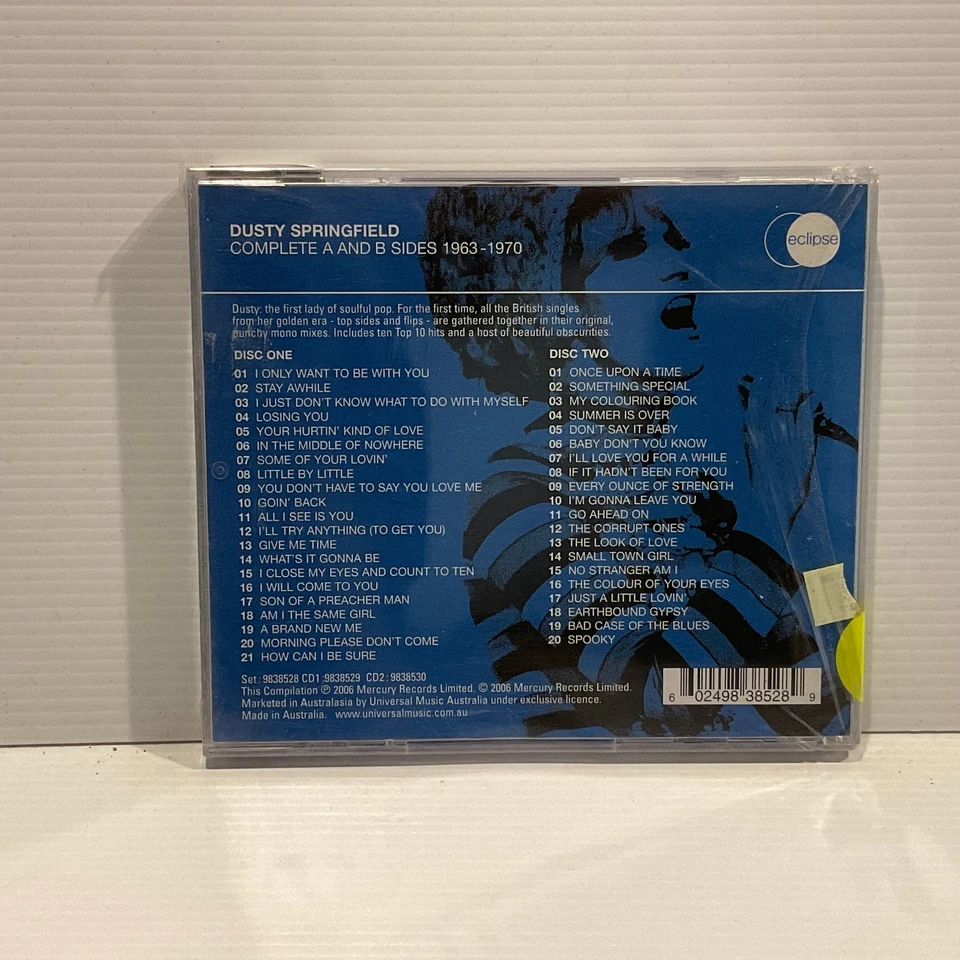 DUSTY SPRINGFIELD
COMPLETE A AND B SIDES 1963-1970
eclipse
Dusty: the first lady of soulful pop. For the first time, all the British singles
from her golden era - top sides and flips - are gathered together in their original,
punchy mono mixes. Includes ten Top 10 hits and a host of beautiful obscurities.
DISC ONE
01 I ONLY WANT TO BE WITH YOU
02 STAY AWHILE
03 I JUST DON'T KNOW WHAT TO DO WITH MYSELF
04 LOSING YOU
05 YOUR HURTIN' KIND OF LOVE
06 IN THE MIDDLE OF NOWHERE
07 SOME OF YOUR LOVIN'
08 LITTLE BY LITTLE
09 YOU DON'T HAVE TO SAY YOU LOVE ME
10 GOIN' BACK
11 ALL I SEE IS YOU
12 I'LL TRY ANYTHING (TO GET YOU)
13 GIVE ME TIME
14 WHAT'S IT GONNA BE
15 I CLOSE MY EYES AND COUNT TO TEN
16 I WILL COME TO YOU
17 SON OF A PREACHER MAN
18 AM I THE SAME GIRL
19 A BRAND NEW ME
20 MORNING PLEASE DON'T COME
21 HOW CAN I BE SURE
DISC TWO
01 ONCE UPON A TIME
02 SOMETHING SPECIAL
03 MY COLOURING BOOK
04 SUMMER IS OVER
05 DON'T SAY IT BABY
06 BABY DON'T YOU KNOW
07 I'LL LOVE YOU FOR A WHILE
08 IF IT HADN'T BEEN FOR YOU
09 EVERY OUNCE OF STRENGTH
10 I'M GONNA LEAVE YOU
11 GO AHEAD ON
12 THE CORRUPT ONES
13 THE LOOK OF LOVE
14 SMALL TOWN GIRL
15 NO STRANGER AM I
16 THE COLOUR OF YOUR EYES
17 JUST A LITTLE LOVIN'
18 EARTHBOUND GYPSY
19 BAD CASE OF THE BLUES
20 SPOOKY
Set : 9838528 CD1 : 9838529 CD2 : 9838530
This Compilation ℗ 2006 Mercury Records Limited. © 2006 Mercury Records Limited.
Marketed in Australasia by Universal Music Australia under exclusive licence.
Made in Australia. www.universalmusic.com.au
6 02498 38528 9